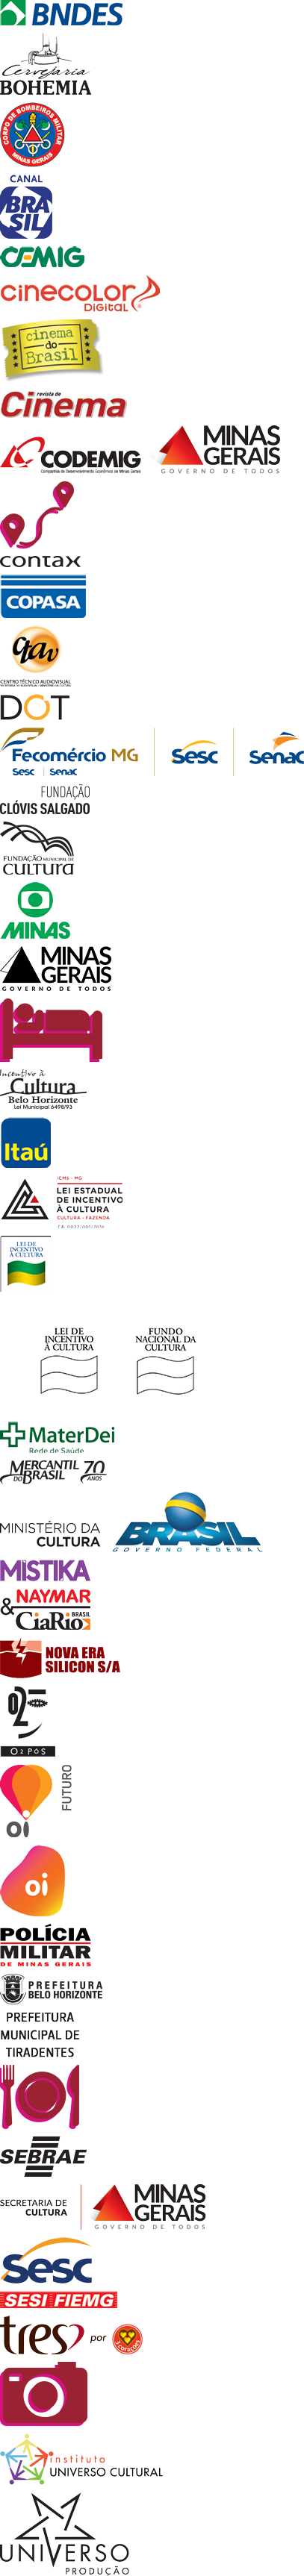 BNDES
Cervejaria
BOHEMIA
CORPO DE BOMBEIROS MILITAR
MINAS GERAIS
CANAL
BRA
SIL
CEMIG
cinecolor
DIGITAL
cinema
do
Brasil
revista de
Cinema
CODEMIG
Companhia de Desenvolvimento Econômico de Minas Gerais
MINAS
GERAIS
GOVERNO DE TODOS
contax
COPASA
ctav
CENTRO TÉCNICO AUDIOVISUAL
DOT
Fecomércio MG
Sesc | Senac
Sesc
Senac
FUNDAÇÃO
CLÓVIS SALGADO
FUNDAÇÃO MUNICIPAL DE
CULTURA
MINAS
MINAS
GERAIS
GOVERNO DE TODOS
Incentivo à
Cultura
Belo Horizonte
Lei Municipal 6498/93
Itaú
ICMS - MG
LEI ESTADUAL
DE INCENTIVO
À CULTURA
CULTURA - FAZENDA
LEI DE
INCENTIVO
À CULTURA
LEI DE
INCENTIVO
À CULTURA
FUNDO
NACIONAL DA
CULTURA
MaterDei
Rede de Saúde
MERCANTIL
DO BRASIL
70
ANOS
MINISTÉRIO DA
CULTURA
BRASIL
GOVERNO FEDERAL
MISTIKA
& NAYMAR
CiaRio BRASIL
NOVA ERA
SILICON S/A
O2
O2 PÓS
oi
FUTURO
oi
POLÍCIA
MILITAR
DE MINAS GERAIS
PREFEITURA
BELO HORIZONTE
PREFEITURA
MUNICIPAL DE
TIRADENTES
SEBRAE
SECRETARIA DE
CULTURA
MINAS
GERAIS
GOVERNO DE TODOS
Sesc
SESI FIEMG
tres por 3 corações
instituto
UNIVERSO CULTURAL
UNIVERSO
PRODUÇÃO